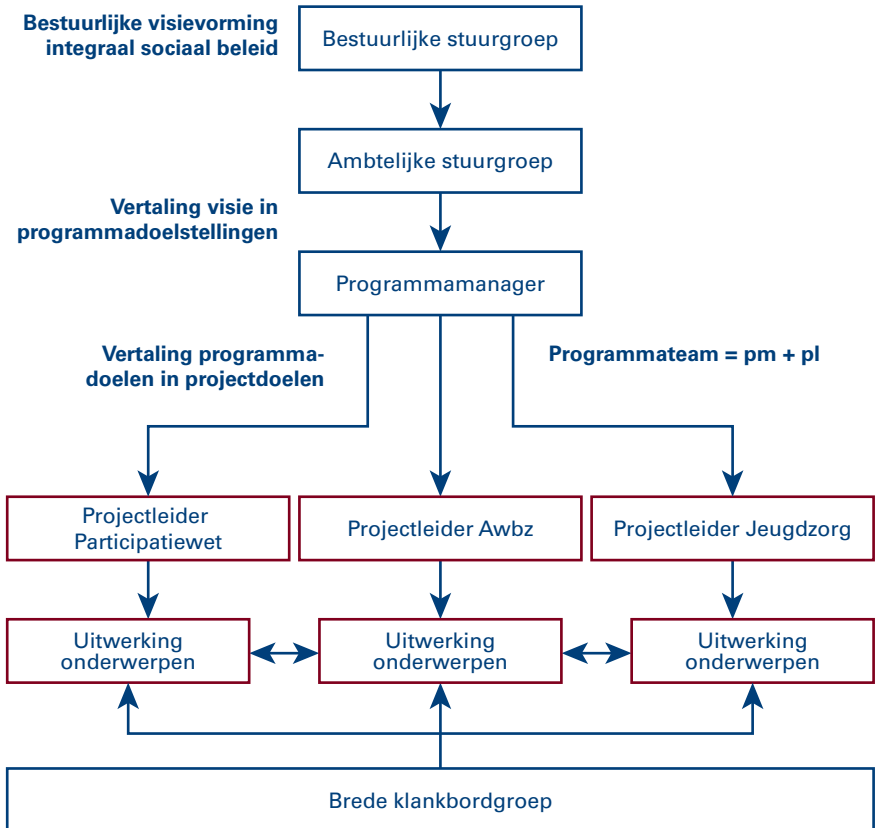 Bestuurlijke visievorming
integraal sociaal beleid
Bestuurlijke stuurgroep
Ambtelijke stuurgroep
Vertaling visie in
programmadoelstellingen
Programmamanager
Vertaling programma-
doelen in projectdoelen
Programmateam = pm + pl
Projectleider
Participatiewet
Projectleider Awbz
Projectleider Jeugdzorg
Uitwerking
onderwerpen
Uitwerking
onderwerpen
Uitwerking
onderwerpen
Brede klankbordgroep